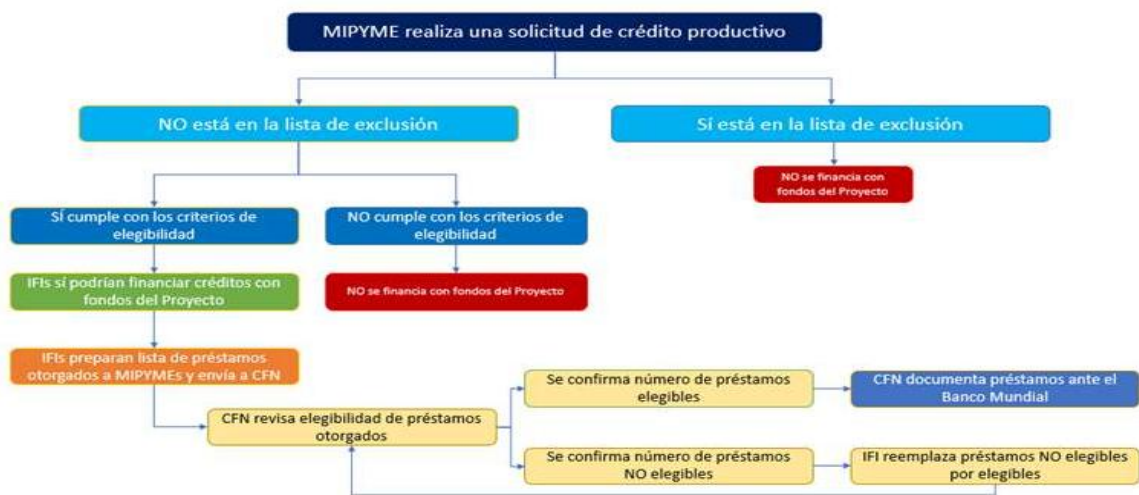 MIPYME realiza una solicitud de crédito productivo
NO está en la lista de exclusión
Sí está en la lista de exclusión
NO se financia con
fondos del Proyecto
SÍ cumple con los criterios de
elegibilidad
NO cumple con los criterios de
elegibilidad
IFIs sí podrían financiar créditos con
fondos del Proyecto
NO se financia con fondos del Proyecto
IFIs preparan lista de préstamos
otorgados a MIPYMEs y envía a CFN
Se confirma número de préstamos
elegibles
CFN documenta préstamos ante el
Banco Mundial
CFN revisa elegibilidad de préstamos
otorgados
Se confirma número de préstamos
NO elegibles
IFI reemplaza préstamos NO elegibles
por elegibles